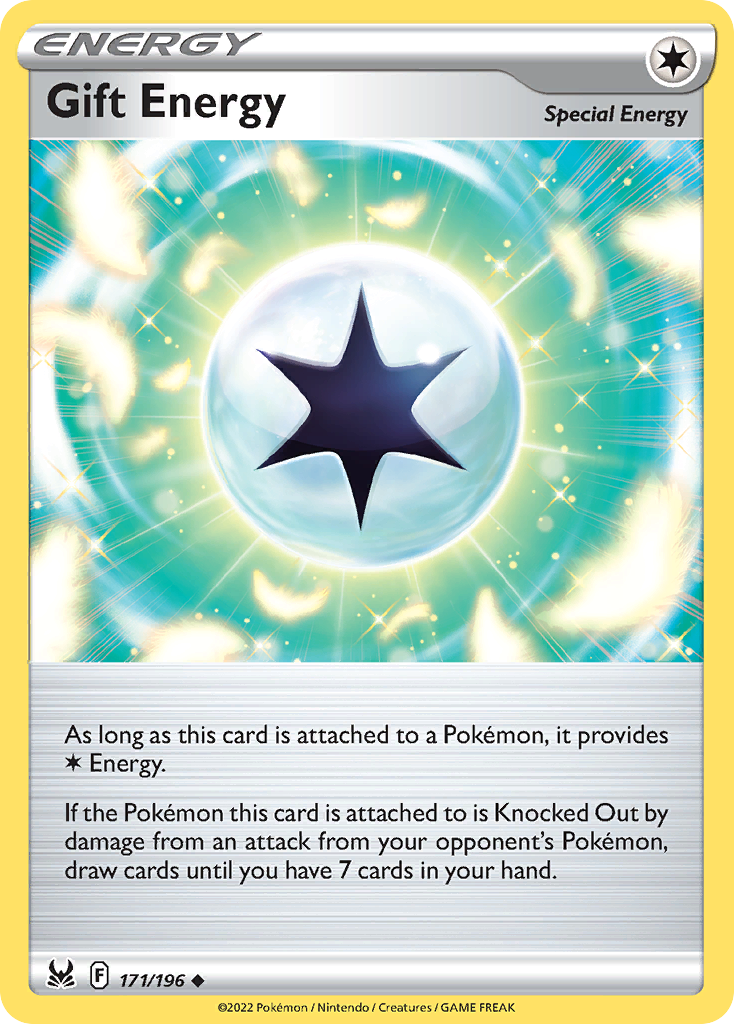 ENERGY
Gift Energy
Special Energy
As long as this card is attached to a Pokémon, it provides
Energy.
If the Pokémon this card is attached to is Knocked Out by
damage from an attack from your opponent's Pokémon,
draw cards until you have 7 cards in your hand.
F 171/196
©2022 Pokémon / Nintendo / Creatures / GAME FREAK